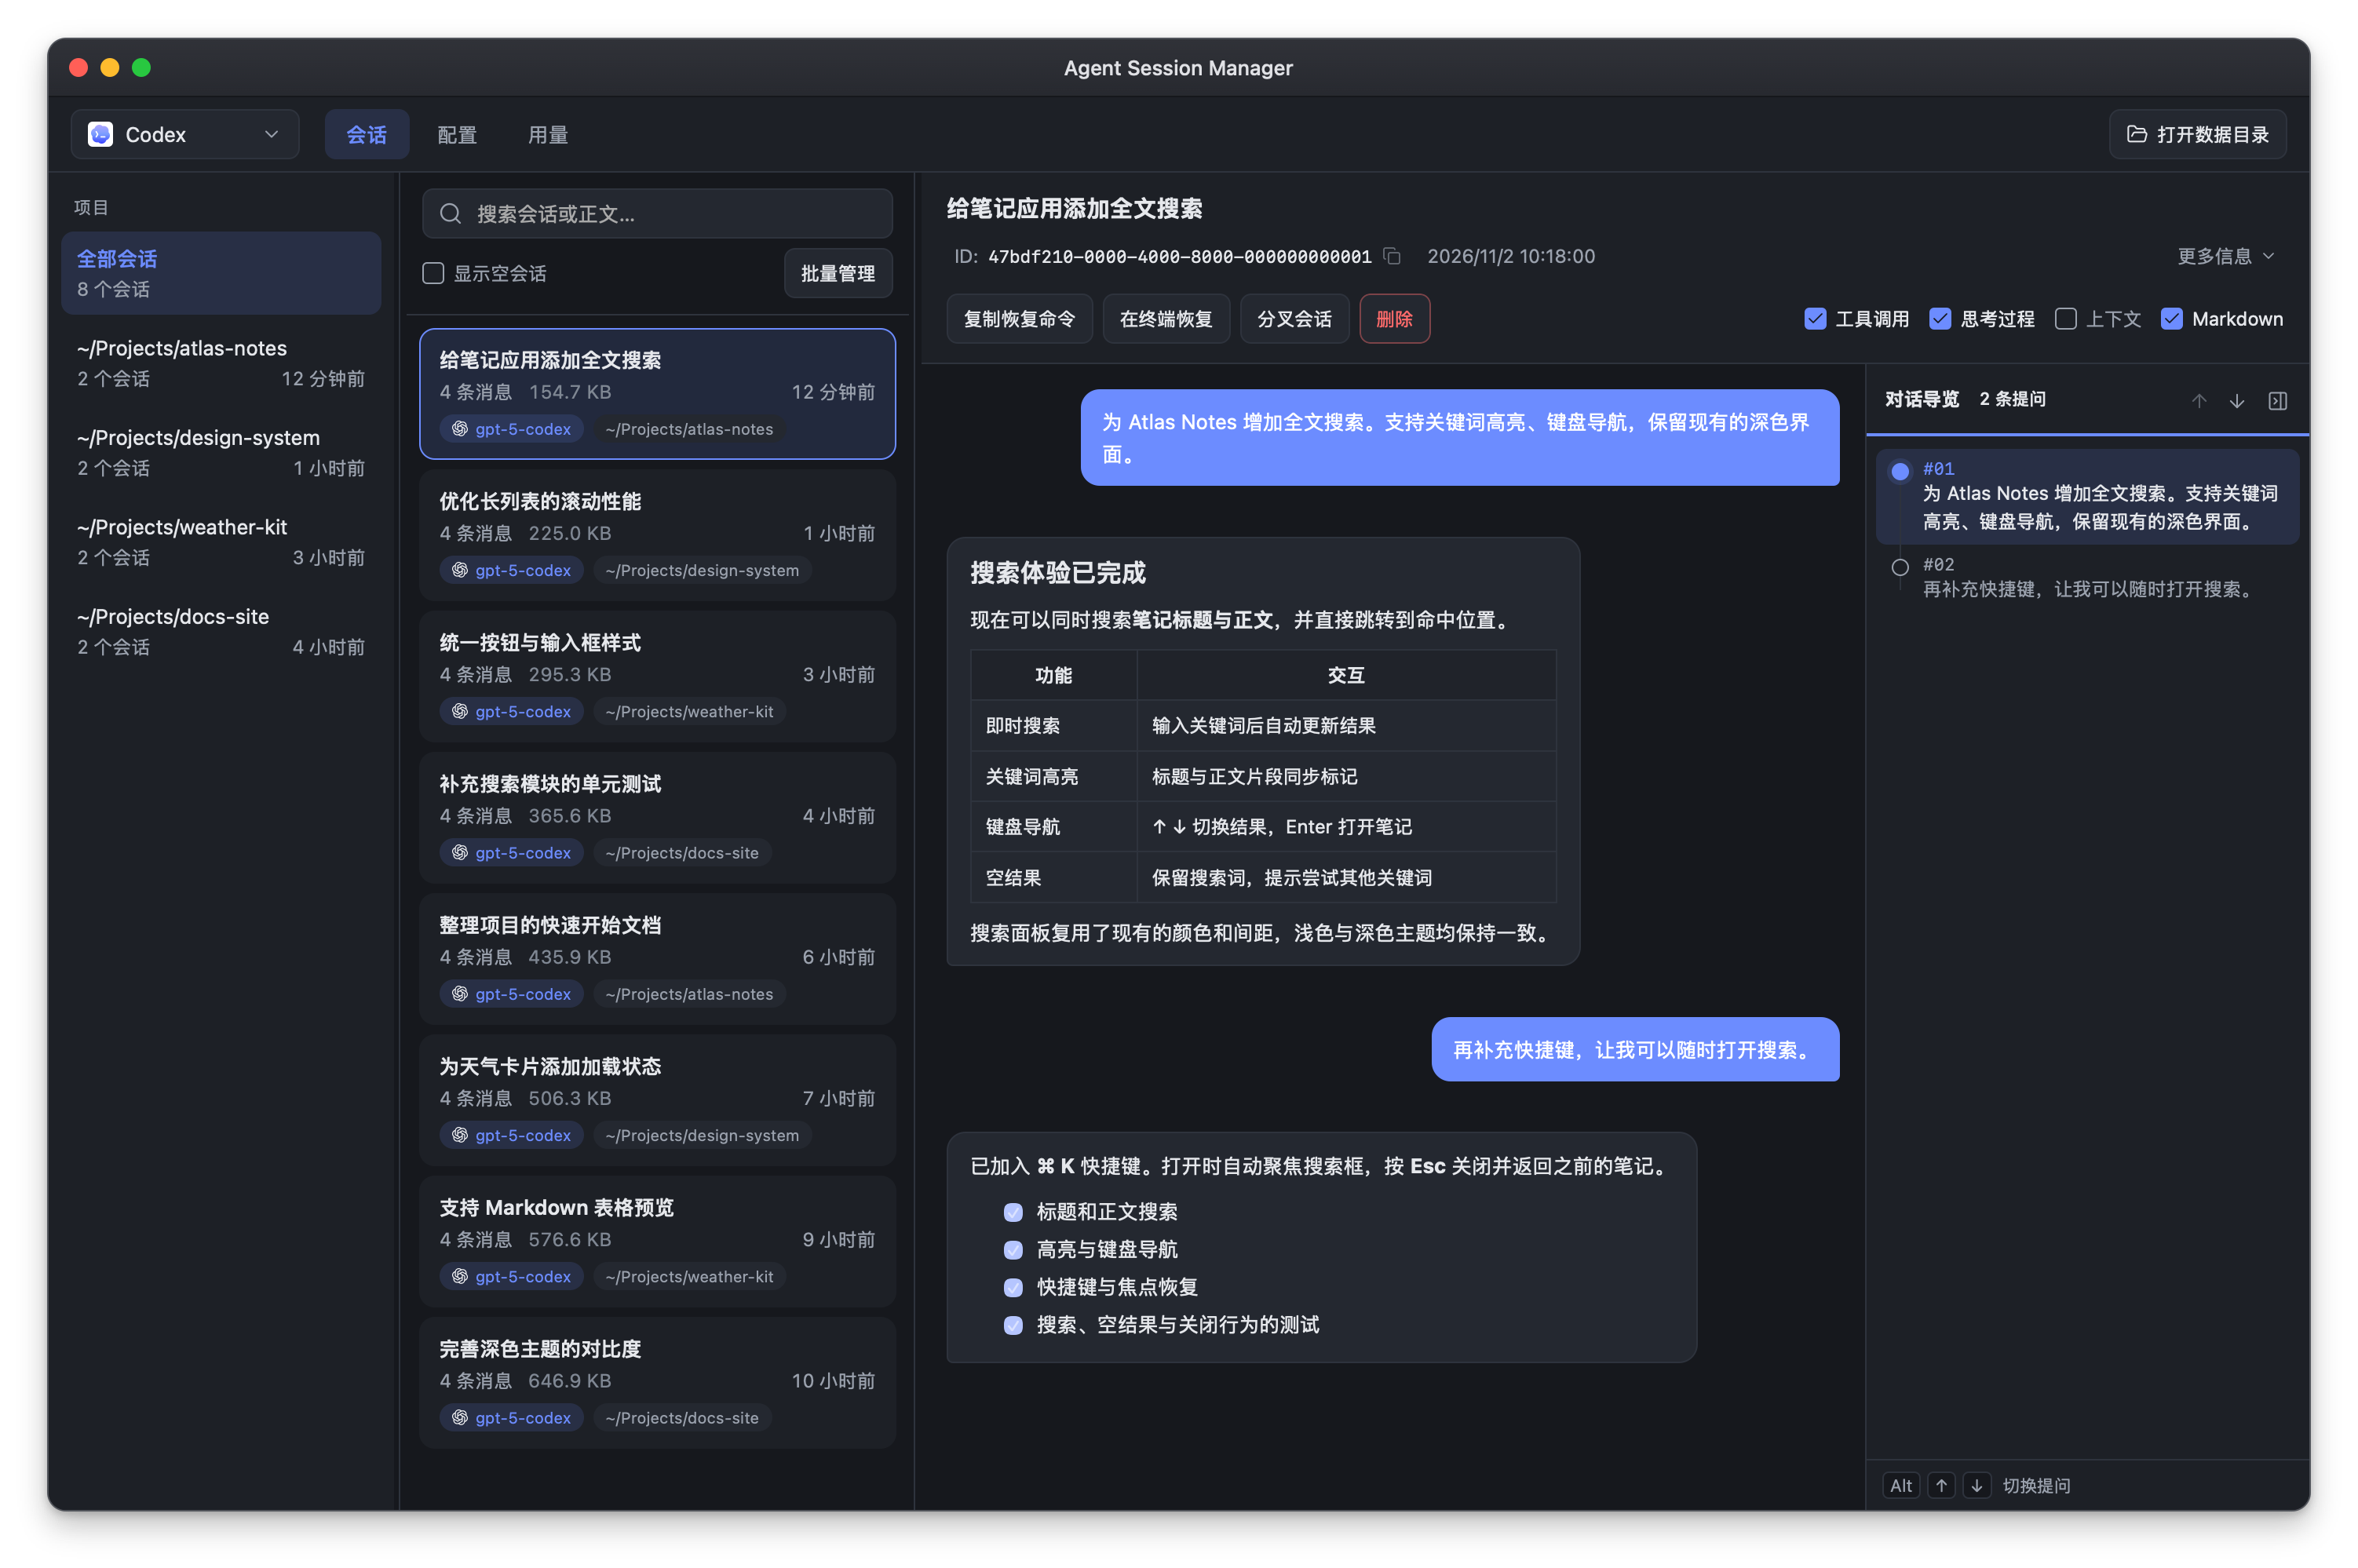 Agent Session Manager
Codex
会话
配置
用量
打开数据目录
项目
全部会话
8 个会话
~/Projects/atlas-notes
2 个会话 12 分钟前
~/Projects/design-system
2 个会话 1 小时前
~/Projects/weather-kit
2 个会话 3 小时前
~/Projects/docs-site
2 个会话 4 小时前
搜索会话或正文...
显示空会话
批量管理
给笔记应用添加全文搜索
4 条消息 154.7 KB 12 分钟前
gpt-5-codex ~/Projects/atlas-notes
优化长列表的滚动性能
4 条消息 225.0 KB 1 小时前
gpt-5-codex ~/Projects/design-system
统一按钮与输入框样式
4 条消息 295.3 KB 3 小时前
gpt-5-codex ~/Projects/weather-kit
补充搜索模块的单元测试
4 条消息 365.6 KB 4 小时前
gpt-5-codex ~/Projects/docs-site
整理项目的快速开始文档
4 条消息 435.9 KB 6 小时前
gpt-5-codex ~/Projects/atlas-notes
为天气卡片添加加载状态
4 条消息 506.3 KB 7 小时前
gpt-5-codex ~/Projects/design-system
支持 Markdown 表格预览
4 条消息 576.6 KB 9 小时前
gpt-5-codex ~/Projects/weather-kit
完善深色主题的对比度
4 条消息 646.9 KB 10 小时前
gpt-5-codex ~/Projects/docs-site
给笔记应用添加全文搜索
ID: 47bdf210-0000-4000-8000-000000000001 2026/11/2 10:18:00
更多信息
复制恢复命令
在终端恢复
分叉会话
删除
工具调用
思考过程
上下文
Markdown
为 Atlas Notes 增加全文搜索。支持关键词高亮、键盘导航，保留现有的深色界
面。
搜索体验已完成
现在可以同时搜索笔记标题与正文，并直接跳转到命中位置。
功能 交互
即时搜索 输入关键词后自动更新结果
关键词高亮 标题与正文片段同步标记
键盘导航 ↑ ↓ 切换结果，Enter 打开笔记
空结果 保留搜索词，提示尝试其他关键词
搜索面板复用了现有的颜色和间距，浅色与深色主题均保持一致。
再补充快捷键，让我可以随时打开搜索。
已加入 ⌘ K 快捷键。打开时自动聚焦搜索框，按 Esc 关闭并返回之前的笔记。
标题和正文搜索
高亮与键盘导航
快捷键与焦点恢复
搜索、空结果与关闭行为的测试
对话导览 2 条提问
#01
为 Atlas Notes 增加全文搜索。支持关键词
高亮、键盘导航，保留现有的深色界面。
#02
再补充快捷键，让我可以随时打开搜索。
Alt ↑ ↓ 切换提问